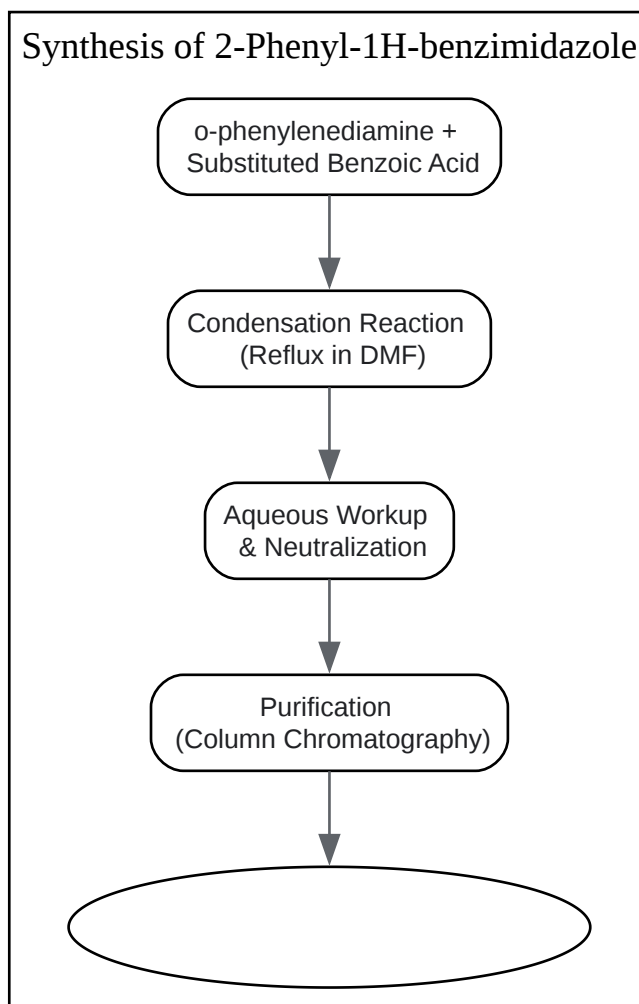 Synthesis of 2-Phenyl-1H-benzimidazole
o-phenylenediamine +
Substituted Benzoic Acid
Condensation Reaction
(Reflux in DMF)
Aqueous Workup
& Neutralization
Purification
(Column Chromatography)